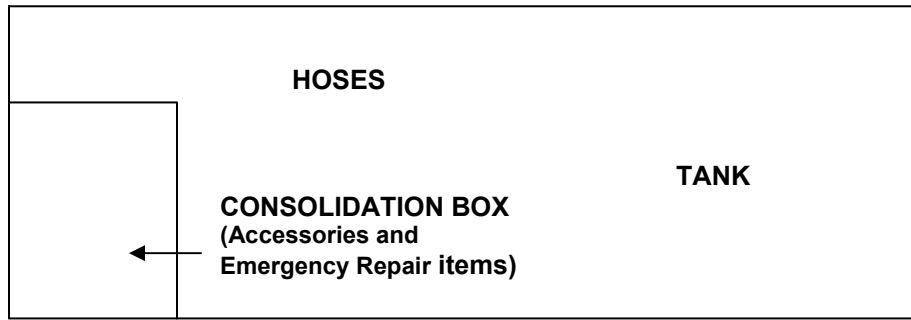 HOSES
TANK
CONSOLIDATION BOX
(Accessories and
Emergency Repair items)